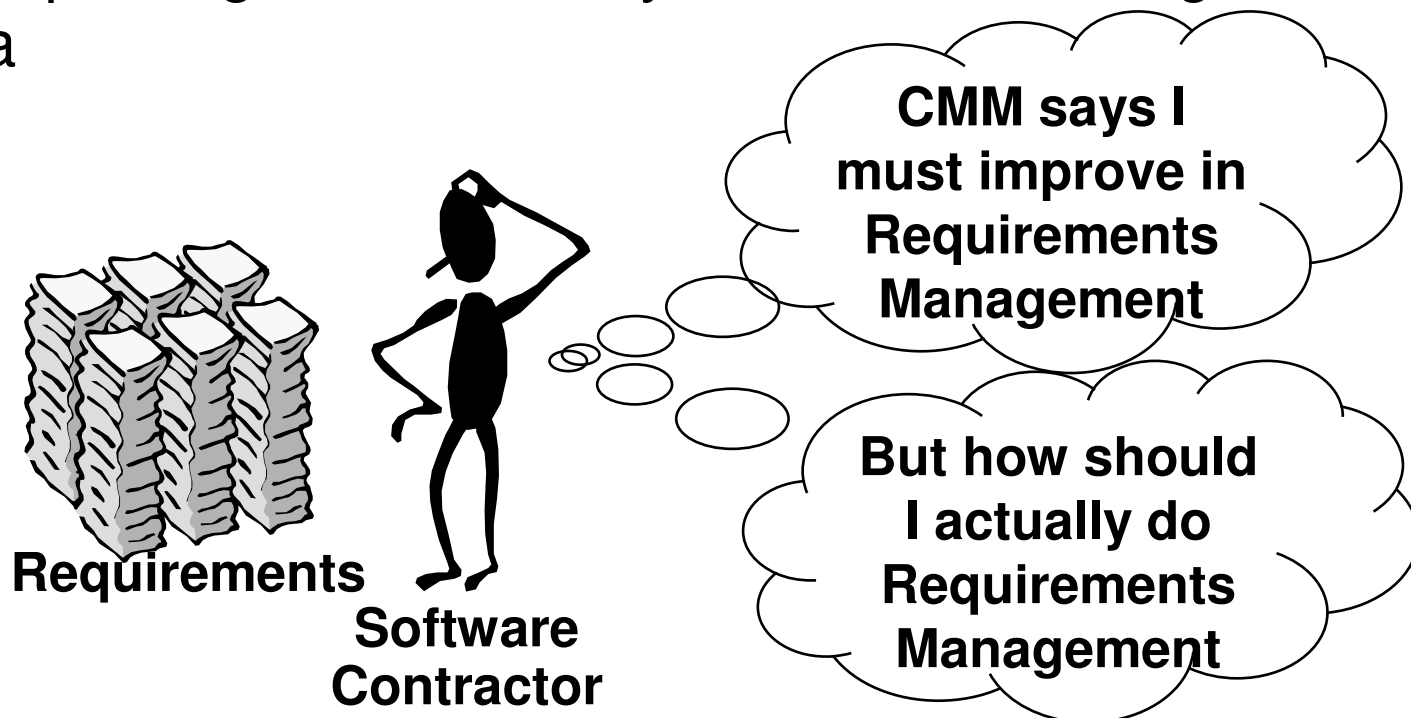 a
CMM says I
must improve in
Requirements
Management
But how should
I actually do
Requirements
Management
Requirements
Software
Contractor